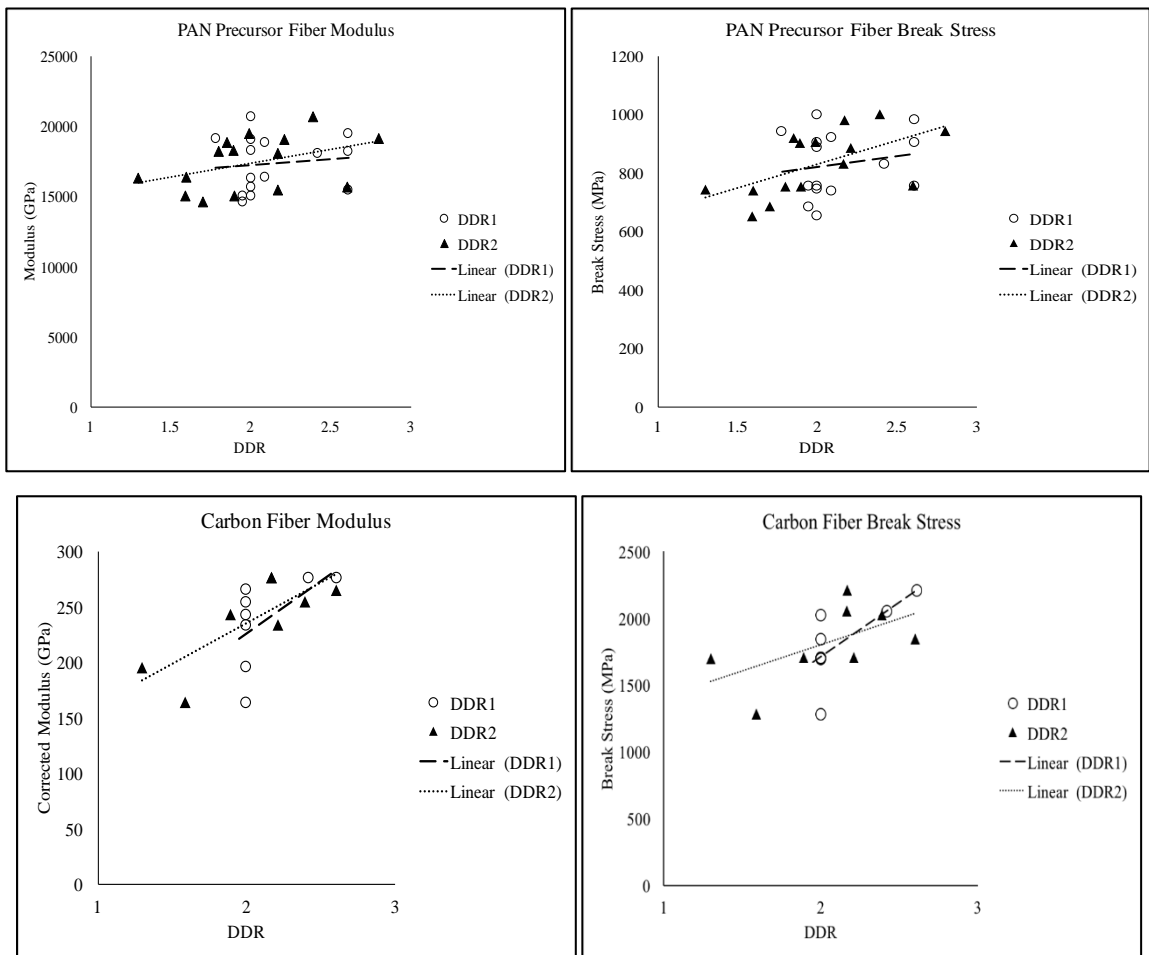 PAN Precursor Fiber Modulus
25000
20000
15000
10000
5000
0
Modulus (GPa)
1
1.5
2
2.5
3
DDR
DDR1
DDR2
Linear (DDR1)
Linear (DDR2)
PAN Precursor Fiber Break Stress
1200
1000
800
600
400
200
0
Break Stress (MPa)
1
1.5
2
2.5
3
DDR
DDR1
DDR2
Linear (DDR1)
Linear (DDR2)
Carbon Fiber Modulus
300
250
200
150
100
50
0
Corrected Modulus (GPa)
1
2
3
DDR
DDR1
DDR2
Linear (DDR1)
Linear (DDR2)
Carbon Fiber Break Stress
2500
2000
1500
1000
500
0
Break Stress (MPa)
1
2
3
DDR
DDR1
DDR2
Linear (DDR1)
Linear (DDR2)